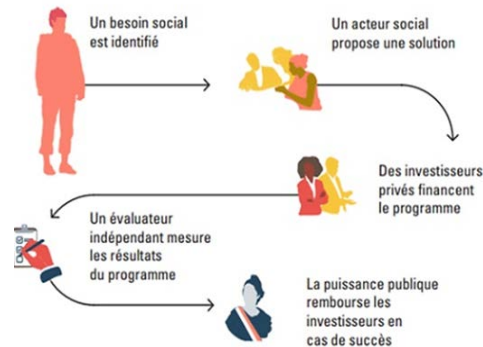 Un besoin social
est identifié
Un acteur social
propose une solution
Des investisseurs
privés financent
le programme
Un évaluateur
indépendant mesure
les résultats
du programme
La puissance publique
rembourse les
investisseurs en
cas de succès